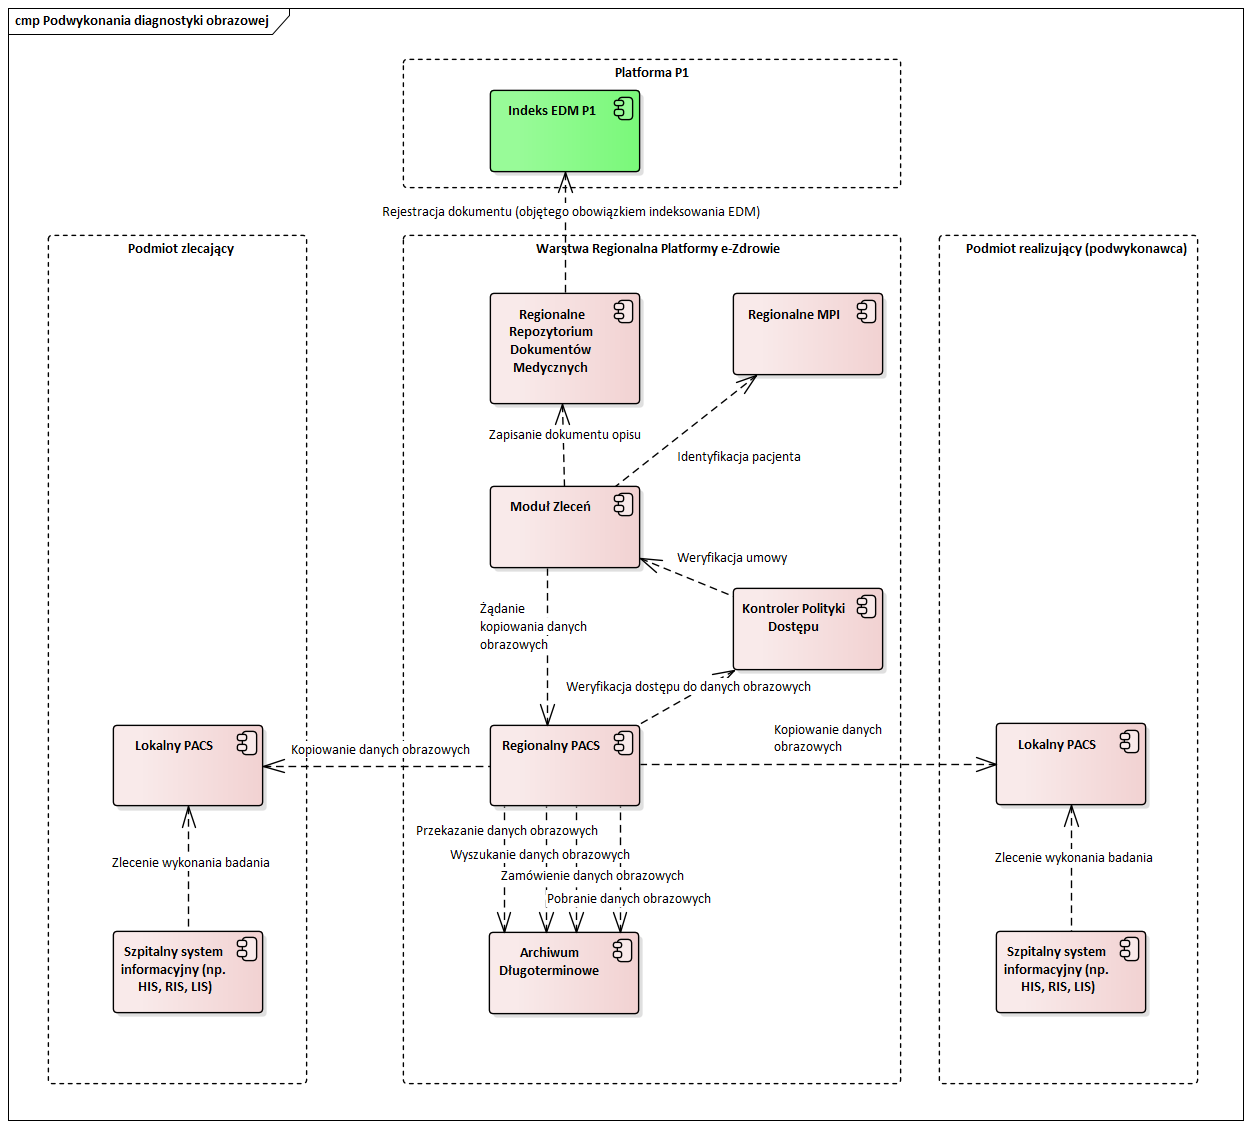 cmp Podwykonania diagnostyki obrazowej
Platforma P1
Indeks EDM P1
Rejestracja dokumentu (objętego obowiązkiem indeksowania EDM)
Podmiot zlecający
Warstwa Regionalna Platformy e-Zdrowie
Podmiot realizujący (podwykonawca)
Regionalne
Repozytorium
Dokumentów
Medycznych
Regionalne MPI
Zapisanie dokumentu opisu
Identyfikacja pacjenta
Moduł Zleceń
Weryfikacja umowy
Żądanie
kopiowania danych
obrazowych
Kontroler Polityki
Dostępu
Weryfikacja dostępu do danych obrazowych
Lokalny PACS
Kopiowanie danych obrazowych
Regionalny PACS
Kopiowanie danych
obrazowych
Lokalny PACS
Przekazanie danych obrazowych
Wyszukanie danych obrazowych
Zamówienie danych obrazowych
Pobranie danych obrazowych
Zlecenie wykonania badania
Zlecenie wykonania badania
Szpitalny system
informacyjny (np.
HIS, RIS, LIS)
Archiwum
Długoterminowe
Szpitalny system
informacyjny (np.
HIS, RIS, LIS)